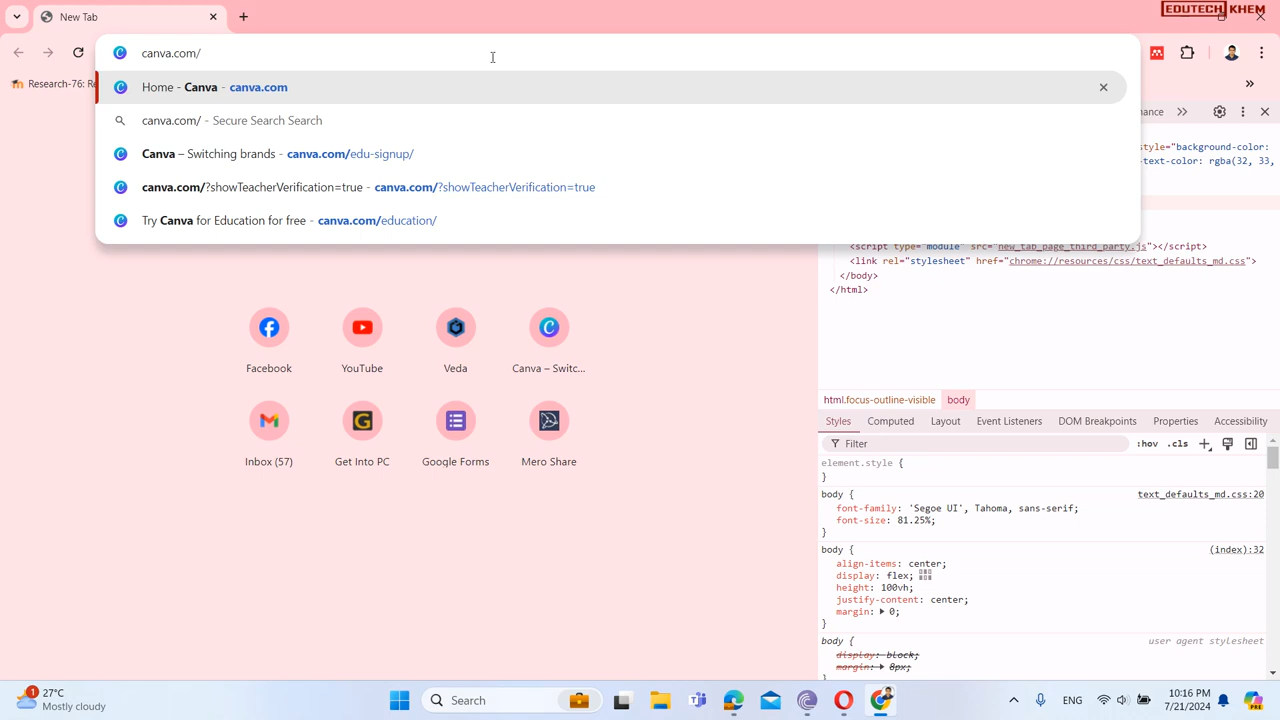 EDUTECH KHEM
New Tab
canva.com/
Home - Canva - canva.com
canva.com/ - Secure Search Search
Canva – Switching brands - canva.com/edu-signup/
canva.com/?showTeacherVerification=true - canva.com/?showTeacherVerification=true
Try Canva for Education for free - canva.com/education/
Research-76: Re
»
nance »
style="background-color:
-text-color: rgba(32, 33,
<script type="module" src="new_tab_page_third_party.js"></script>
<link rel="stylesheet" href="chrome://resources/css/text_defaults_md.css">
</body>
</html>
Facebook
YouTube
Veda
Canva – Switc...
Inbox (57)
Get Into PC
Google Forms
Mero Share
html.focus-outline-visible body
Styles Computed Layout Event Listeners DOM Breakpoints Properties Accessibility
Filter :hov .cls
element.style {
}
body { text_defaults_md.css:20
font-family: 'Segoe UI', Tahoma, sans-serif;
font-size: 81.25%;
}
body { (index):32
align-items: center;
display: flex;
height: 100vh;
justify-content: center;
margin: 0;
}
body { user agent stylesheet
display: block;
margin: 8px;
1
27°C
Mostly cloudy
Search
ENG
10:16 PM
7/21/2024